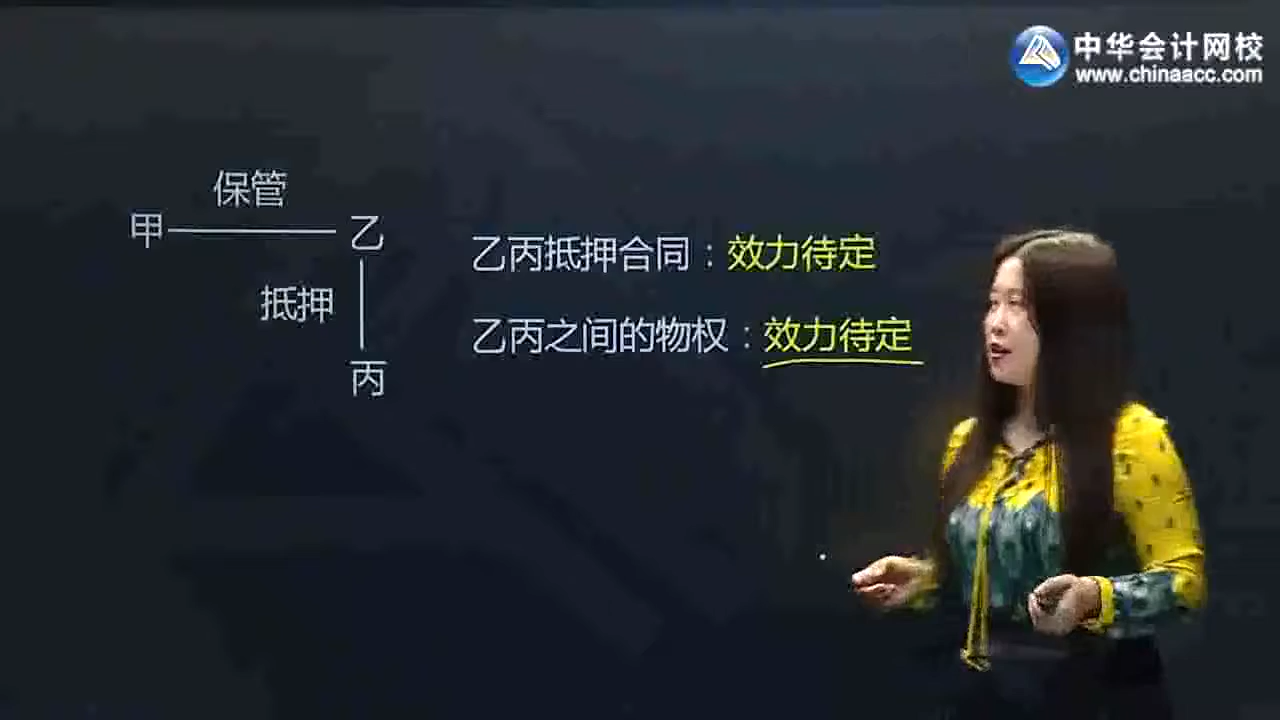 中华会计网校
www.chinaacc.com
保管
甲 乙
抵押
丙
乙丙抵押合同：效力待定
乙丙之间的物权：效力待定